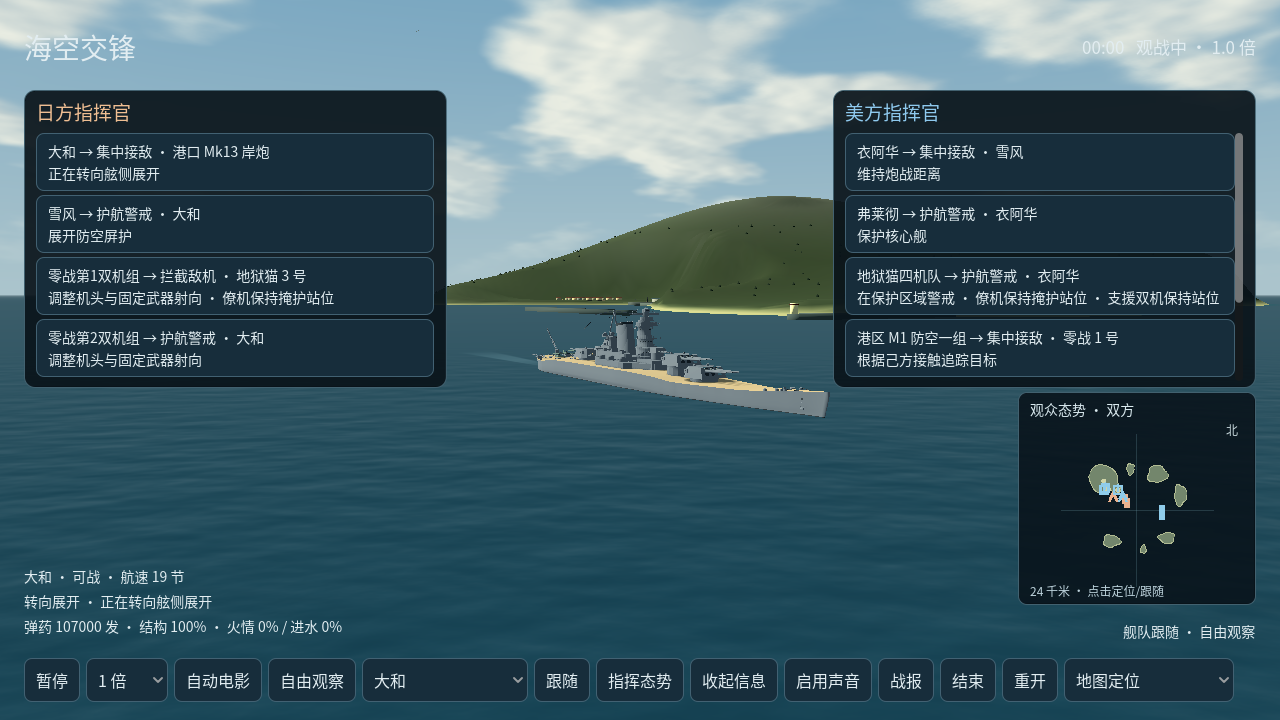 海空交锋
00:00 观战中 · 1.0 倍
日方指挥官
大和 → 集中接敌 · 港口 Mk13 岸炮
正在转向舷侧展开
雪风 → 护航警戒 · 大和
展开防空屏护
零战第1双机组 → 拦截敌机 · 地狱猫 3 号
调整机头与固定武器射向 · 僚机保持掩护站位
零战第2双机组 → 护航警戒 · 大和
调整机头与固定武器射向
美方指挥官
衣阿华 → 集中接敌 · 雪风
维持炮战距离
弗莱彻 → 护航警戒 · 衣阿华
保护核心舰
地狱猫四机队 → 护航警戒 · 衣阿华
在保护区域警戒 · 僚机保持掩护站位 · 支援双机保持站位
港区 M1 防空一组 → 集中接敌 · 零战 1 号
根据己方接触追踪目标
观众态势 · 双方
北
24 千米 · 点击定位/跟随
大和 · 可战 · 航速 19 节
转向展开 · 正在转向舷侧展开
弹药 107000 发 · 结构 100% · 火情 0% / 进水 0%
舰队跟随 · 自由观察
暂停
1 倍
自动电影
自由观察
大和
跟随
指挥态势
收起信息
启用声音
战报
结束
重开
地图定位